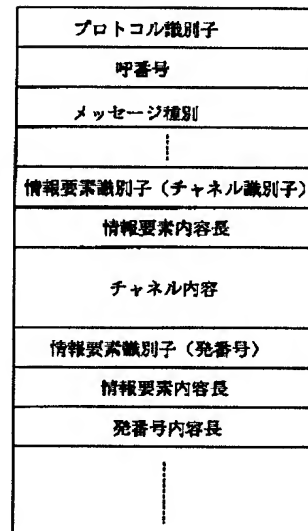 プロトコル識別子
呼番号
メッセージ種別
情報要素識別子（チャネル識別子）
情報要素内容長
チャネル内容
情報要素識別子（発番号）
情報要素内容長
発番号内容長